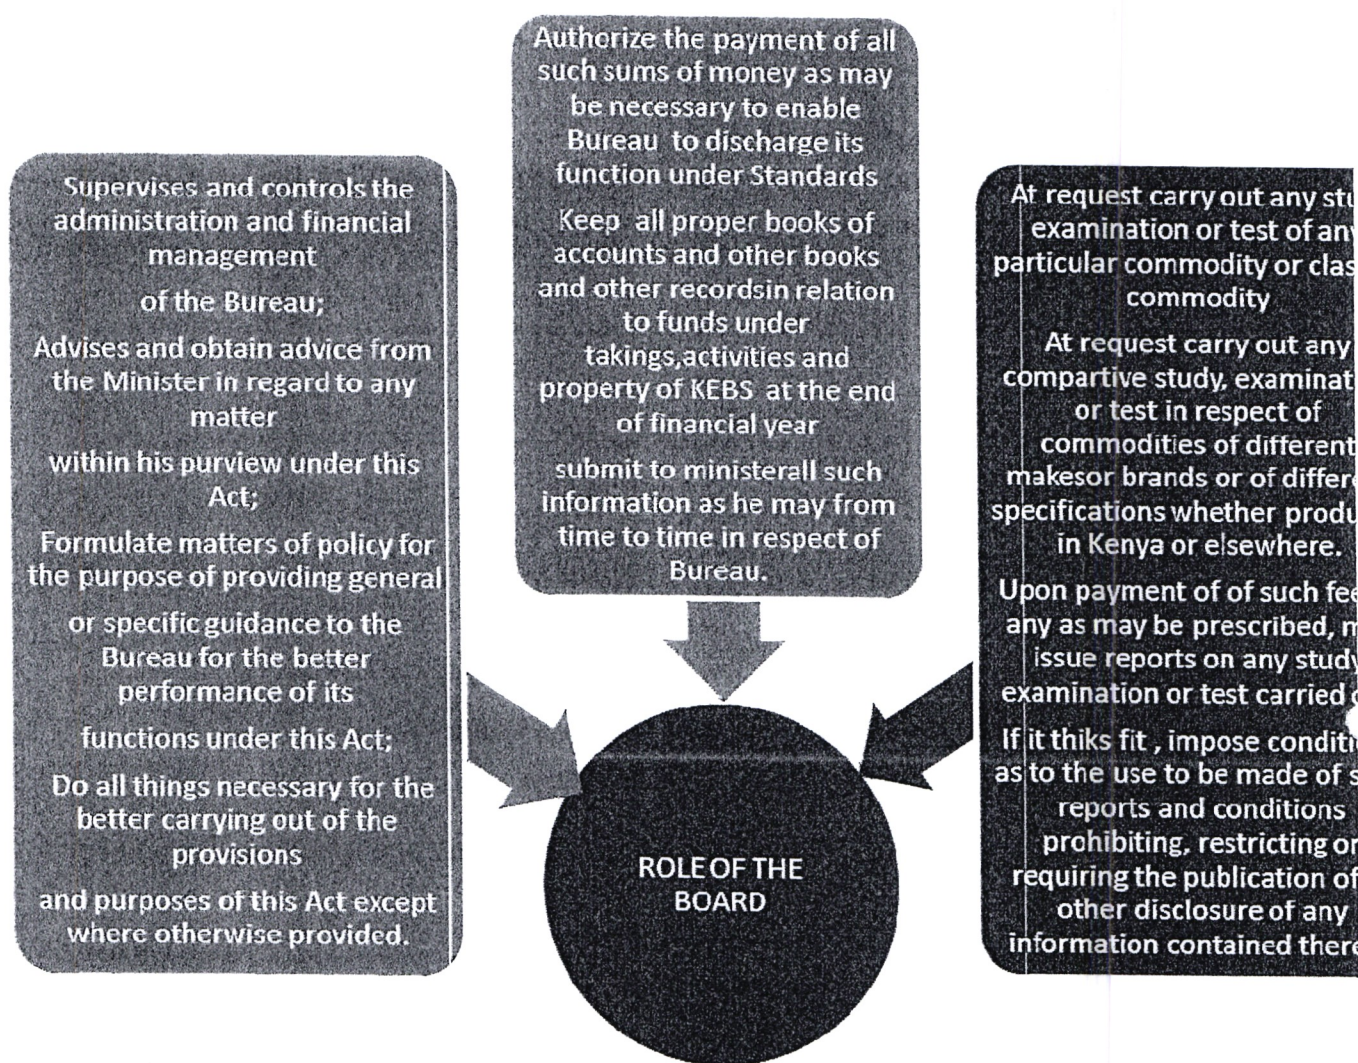 Supervises and controls the
administration and financial
management
of the Bureau;
Advises and obtain advice from
the Minister in regard to any
matter
within his purview under this
Act;
Formulate matters of policy for
the purpose of providing general
or specific guidance to the
Bureau for the better
performance of its
functions under this Act;
Do all things necessary for the
better carrying out of the
provisions
and purposes of this Act except
where otherwise provided.
Authorize the payment of all
such sums of money as may
be necessary to enable
Bureau to discharge its
function under Standards
Keep all proper books of
accounts and other books
and other recordsin relation
to funds under
takings,activities and
property of KEBS at the end
of financial year
submit to ministerall such
information as he may from
time to time in respect of
Bureau.
At request carry out any
examination or test of any
particular commodity or
commodity
At request carry out any
compartive study,
or test in respect of
commodities of different
makesor brands or of
specifications whether
in Kenya or elsewhere.
Upon payment of of such
any as may be prescribed,
issue reports on any study
examination or test carried
If it thiks fit , impose
as to the use to be made of
reports and conditions
prohibiting, restricting or
requiring the publication of
other disclosure of any
information contained
ROLE OF THE
BOARD